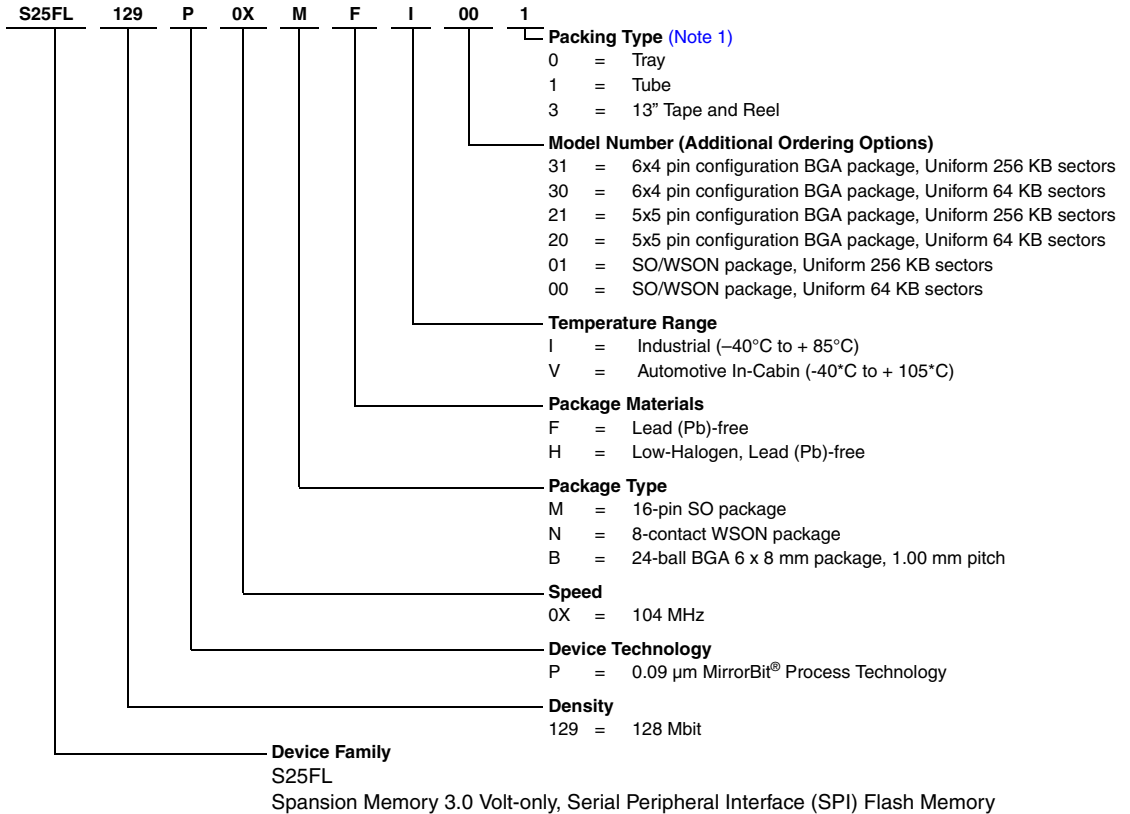 S25FL 129 P 0X M F I 00 1
Packing Type (Note 1)
0 = Tray
1 = Tube
3 = 13” Tape and Reel
Model Number (Additional Ordering Options)
31 = 6x4 pin configuration BGA package, Uniform 256 KB sectors
30 = 6x4 pin configuration BGA package, Uniform 64 KB sectors
21 = 5x5 pin configuration BGA package, Uniform 256 KB sectors
20 = 5x5 pin configuration BGA package, Uniform 64 KB sectors
01 = SO/WSON package, Uniform 256 KB sectors
00 = SO/WSON package, Uniform 64 KB sectors
Temperature Range
I = Industrial (–40°C to + 85°C)
V = Automotive In-Cabin (-40*C to + 105*C)
Package Materials
F = Lead (Pb)-free
H = Low-Halogen, Lead (Pb)-free
Package Type
M = 16-pin SO package
N = 8-contact WSON package
B = 24-ball BGA 6 x 8 mm package, 1.00 mm pitch
Speed
0X = 104 MHz
Device Technology
P = 0.09 µm MirrorBit® Process Technology
Density
129 = 128 Mbit
Device Family
S25FL
Spansion Memory 3.0 Volt-only, Serial Peripheral Interface (SPI) Flash Memory